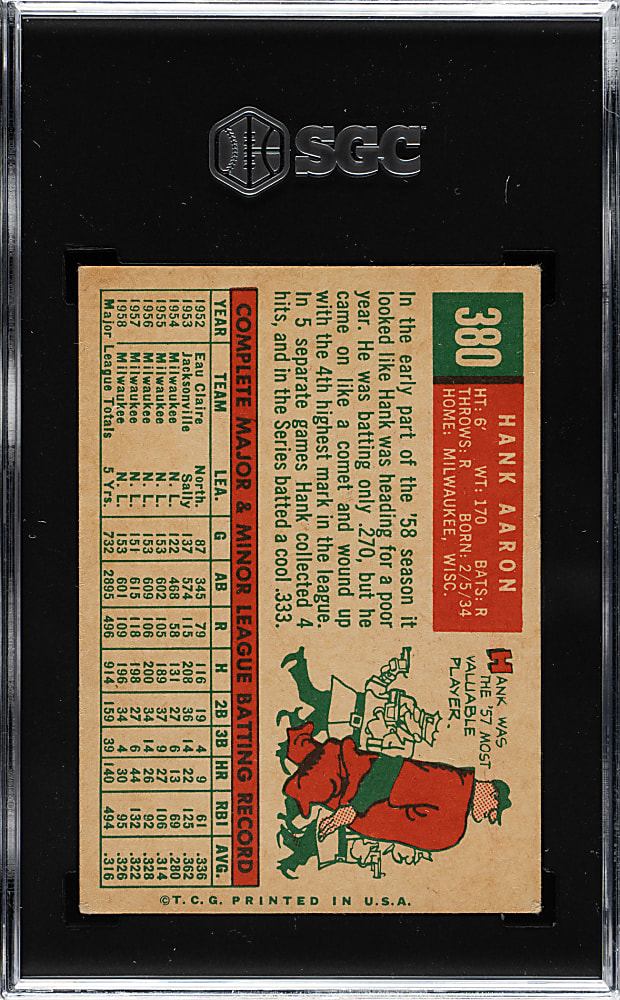 SGC
380
HANK AARON
HT: 6' WT: 170 BATS: R
THROWS: R BORN: 2/5/34
HOME: MILWAUKEE, WISC.
In the early part of the '58 season it
looked like Hank was heading for a poor
year. He was batting only .270, but he
came on like a comet and wound up
with the 4th highest mark in the league.
In 5 separate games Hank collected 4
hits, and in the Series batted a cool .333.
HANK WAS
THE '57 MOST
VALUABLE
PLAYER.
COMPLETE MAJOR & MINOR LEAGUE BATTING RECORD
YEAR TEAM LEA. G AB R H 2B 3B HR RBI AVG.
1952 Eau Claire North 87 345 79 116 19 4 9 61 .336
1953 Jacksonville Sally 137 574 115 208 36 14 22 125 .362
1954 Milwaukee N. L. 122 468 58 131 27 6 13 69 .280
1955 Milwaukee N. L. 153 602 105 189 37 9 27 106 .314
1956 Milwaukee N. L. 153 609 106 200 34 14 26 92 .328
1957 Milwaukee N. L. 151 615 118 198 27 6 44 132 .322
1958 Milwaukee N. L. 153 601 109 196 34 4 30 95 .326
Major League Totals 5 Yrs. 732 2895 496 914 159 39 140 494 .316
©T.C.G. PRINTED IN U.S.A.